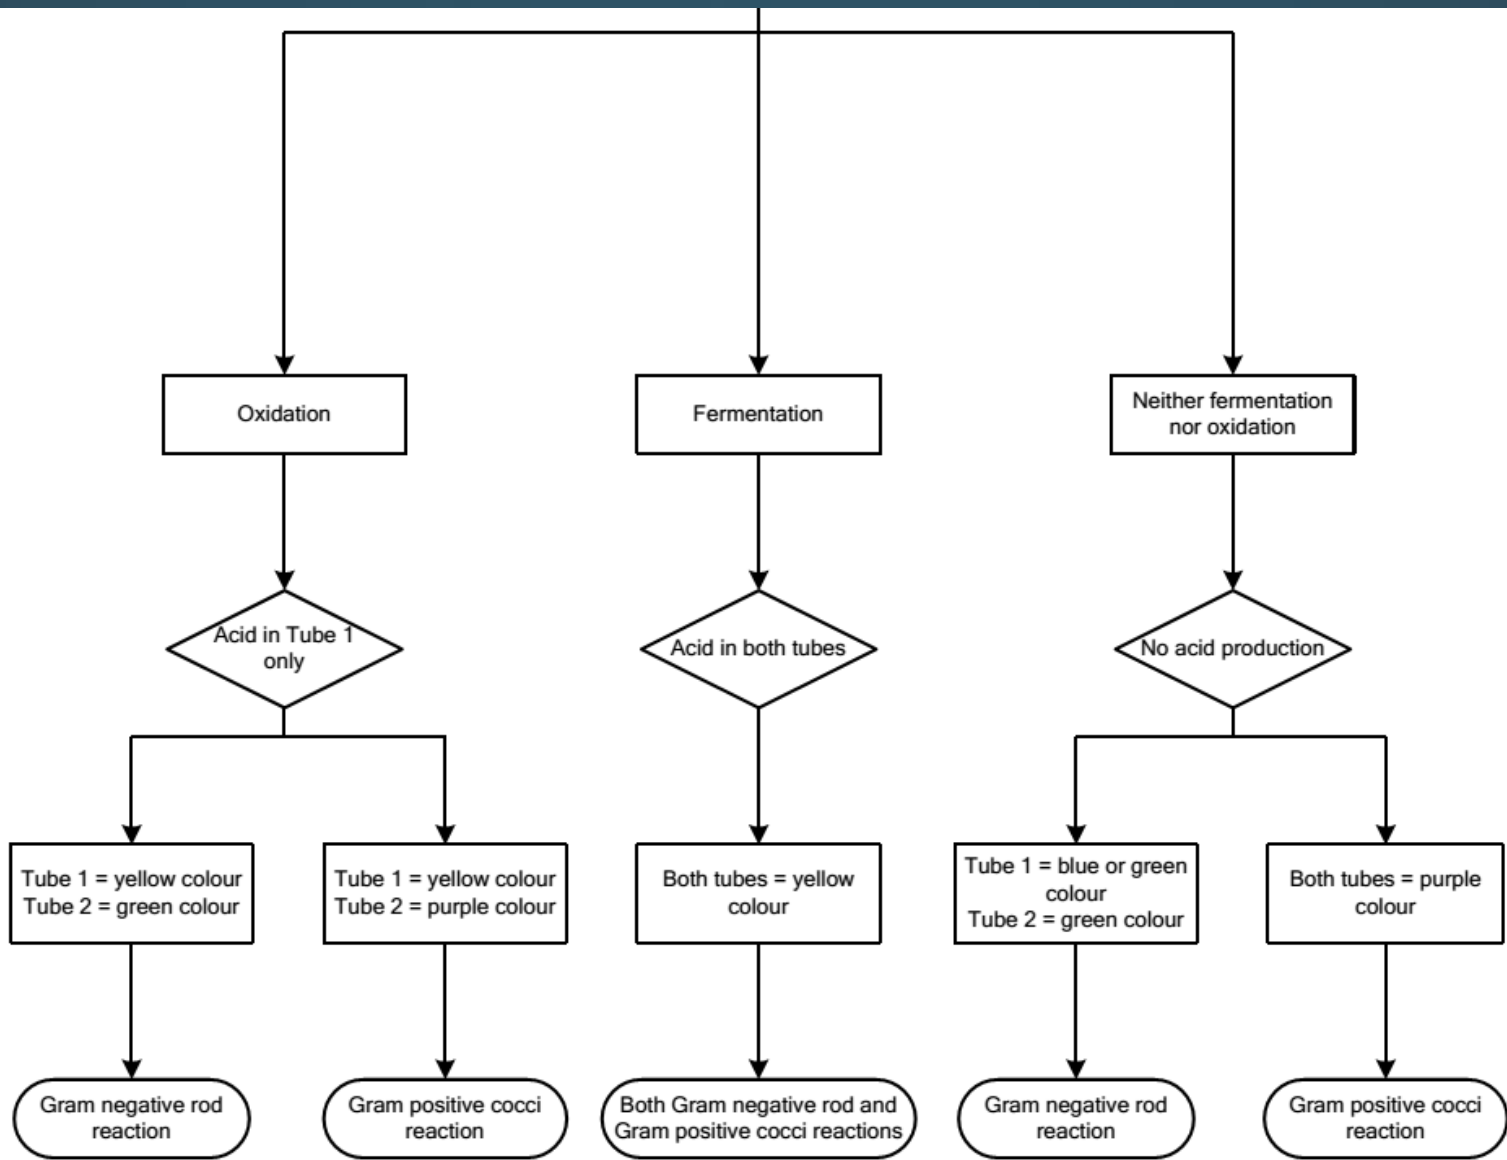 Oxidation
Fermentation
Neither fermentation
nor oxidation
Acid in Tube 1
only
Acid in both tubes
No acid production
Tube 1 = yellow colour
Tube 2 = green colour
Tube 1 = yellow colour
Tube 2 = purple colour
Both tubes = yellow
colour
Tube 1 = blue or green
colour
Tube 2 = green colour
Both tubes = purple
colour
Gram negative rod
reaction
Gram positive cocci
reaction
Both Gram negative rod and
Gram positive cocci reactions
Gram negative rod
reaction
Gram positive cocci
reaction